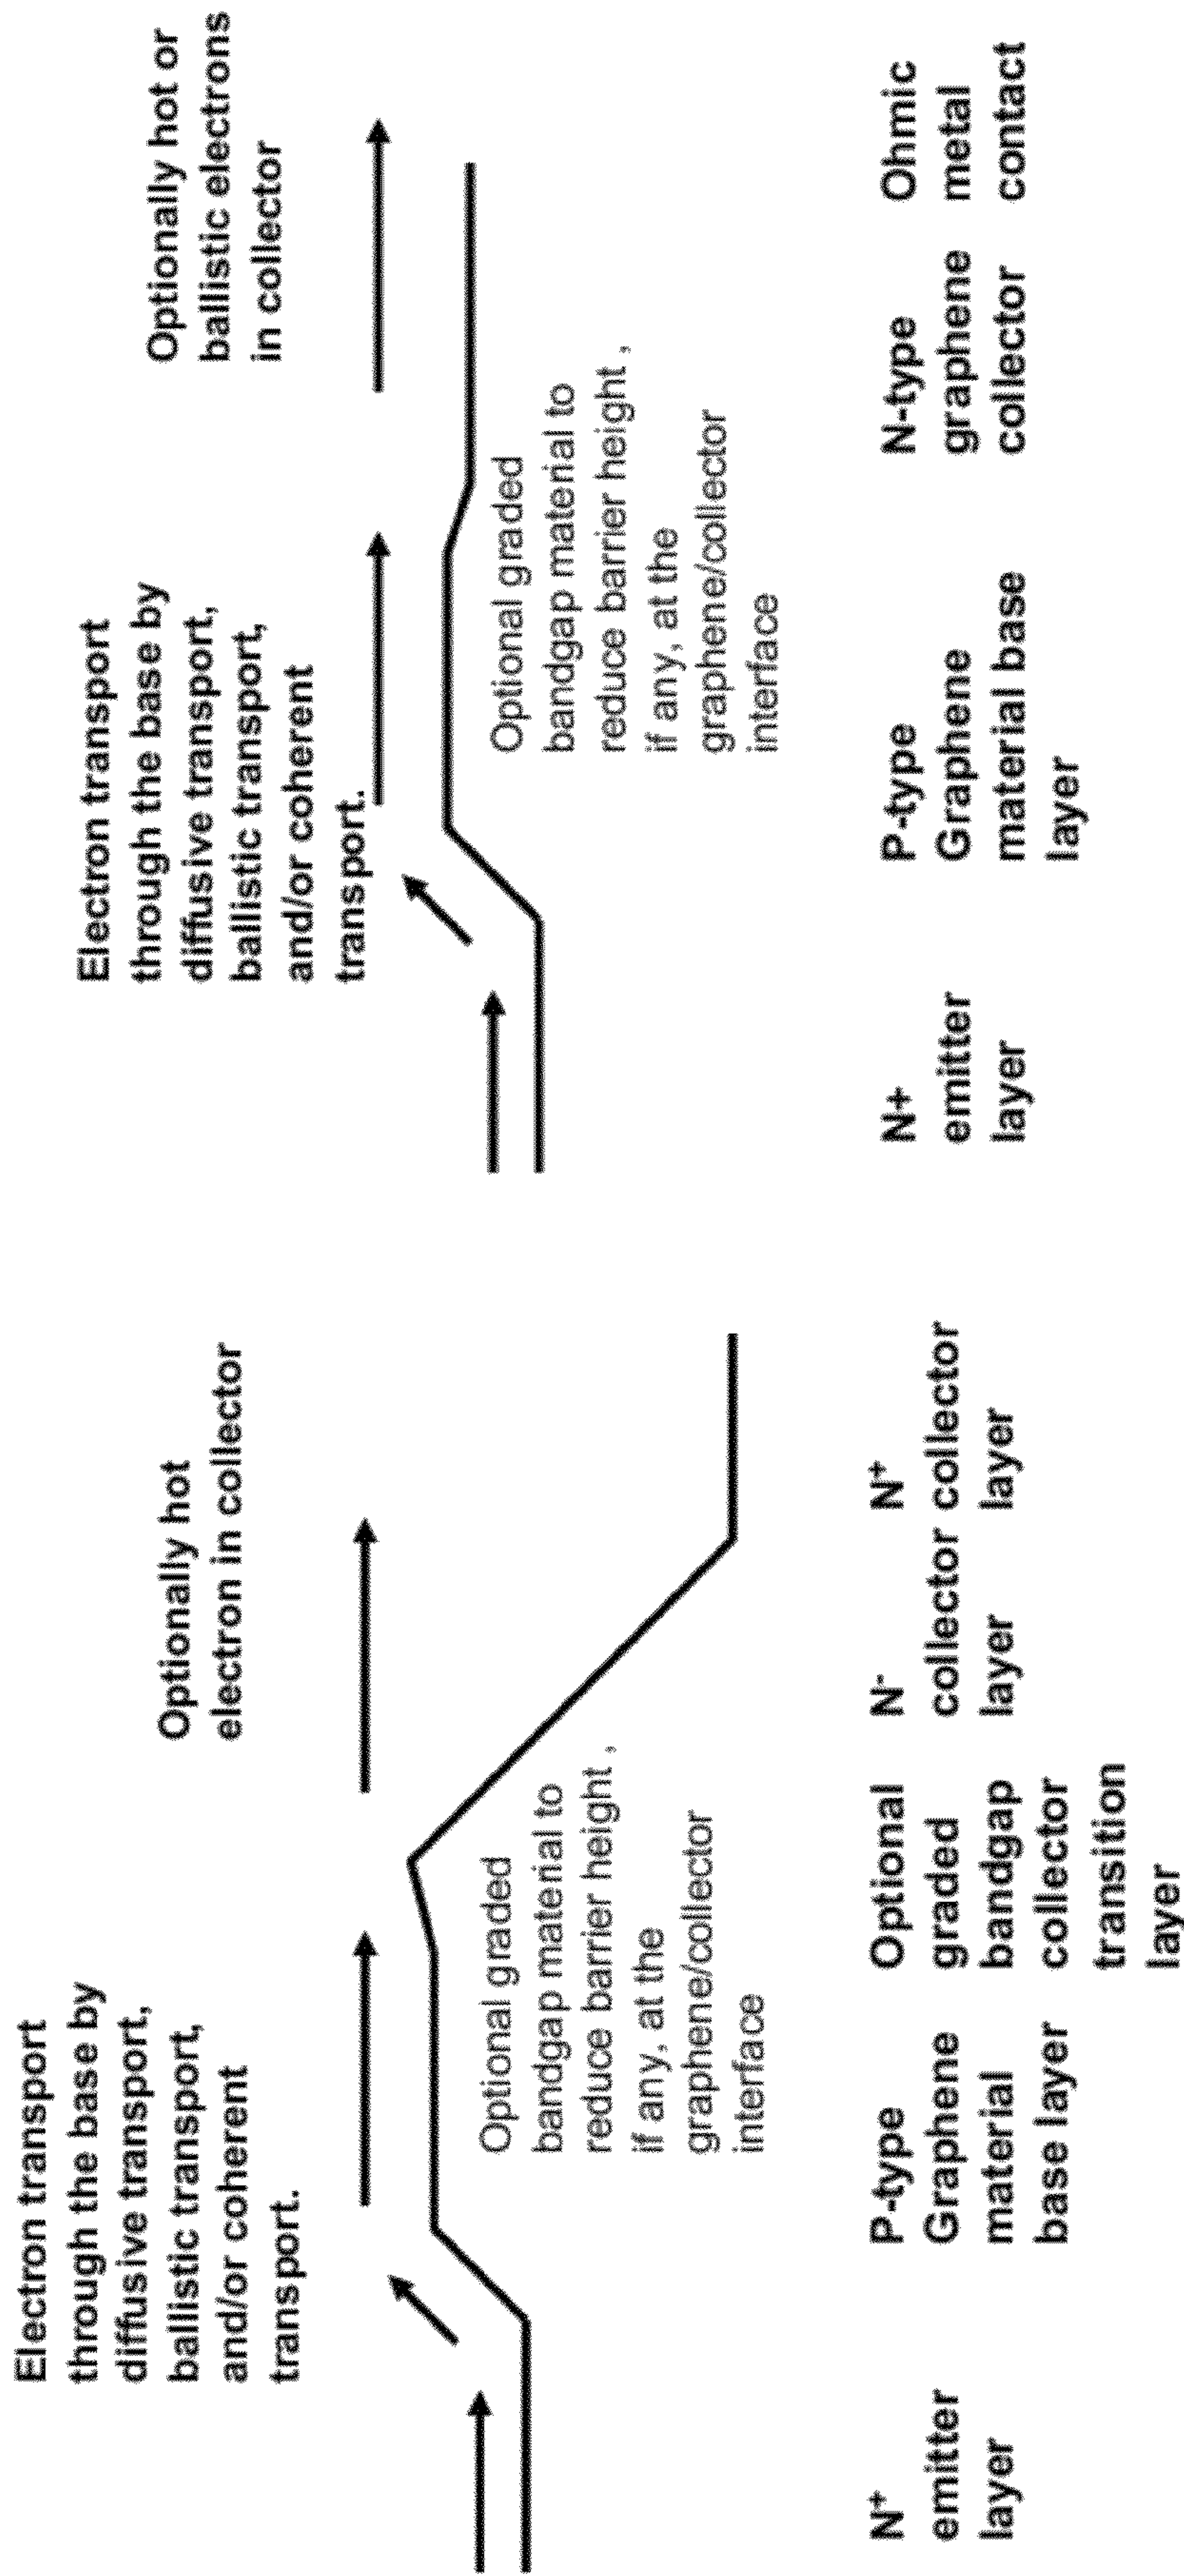 Electron transport
through the base by
diffusive transport,
ballistic transport,
and/or coherent
transport.
Optionally hot
electron in collector
Optional graded
bandgap material to
reduce barrier height ,
if any, at the
graphene/collector
interface
N⁺
emitter
layer
P-type
Graphene
material
base layer
Optional
graded
bandgap
collector
transition
layer
N⁻
collector
layer
N⁺
collector
layer
Electron transport
through the base by
diffusive transport,
ballistic transport,
and/or coherent
transport.
Optionally hot or
ballistic electrons
in collector
Optional graded
bandgap material to
reduce barrier height ,
if any, at the
graphene/collector
interface
N+
emitter
layer
P-type
Graphene
material base
layer
N-type
graphene
collector
Ohmic
metal
contact